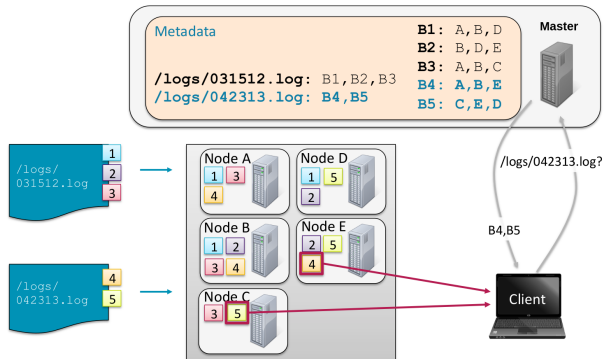 Metadata
B1: A,B,D
B2: B,D,E
B3: A,B,C
B4: A,B,E
B5: C,E,D
/logs/031512.log: B1,B2,B3
/logs/042313.log: B4,B5
Master
/logs/
031512.log
1
2
3
/logs/
042313.log
4
5
Node A
1 3
4
Node D
1 5
2
Node B
1 2
3 4
Node E
2 5
4
Node C
3 5
/logs/042313.log?
B4,B5
Client